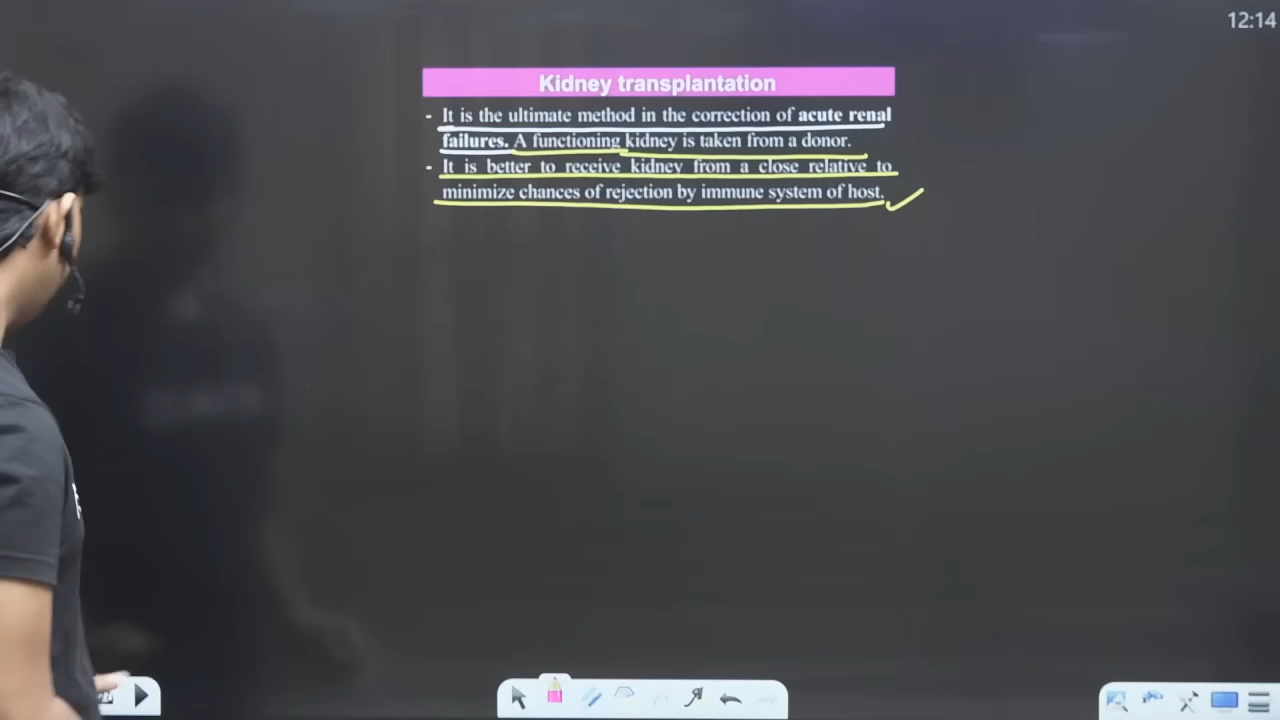 12:14
Kidney transplantation
- It is the ultimate method in the correction of acute renal
failures. A functioning kidney is taken from a donor.
- It is better to receive kidney from a close relative to
minimize chances of rejection by immune system of host.